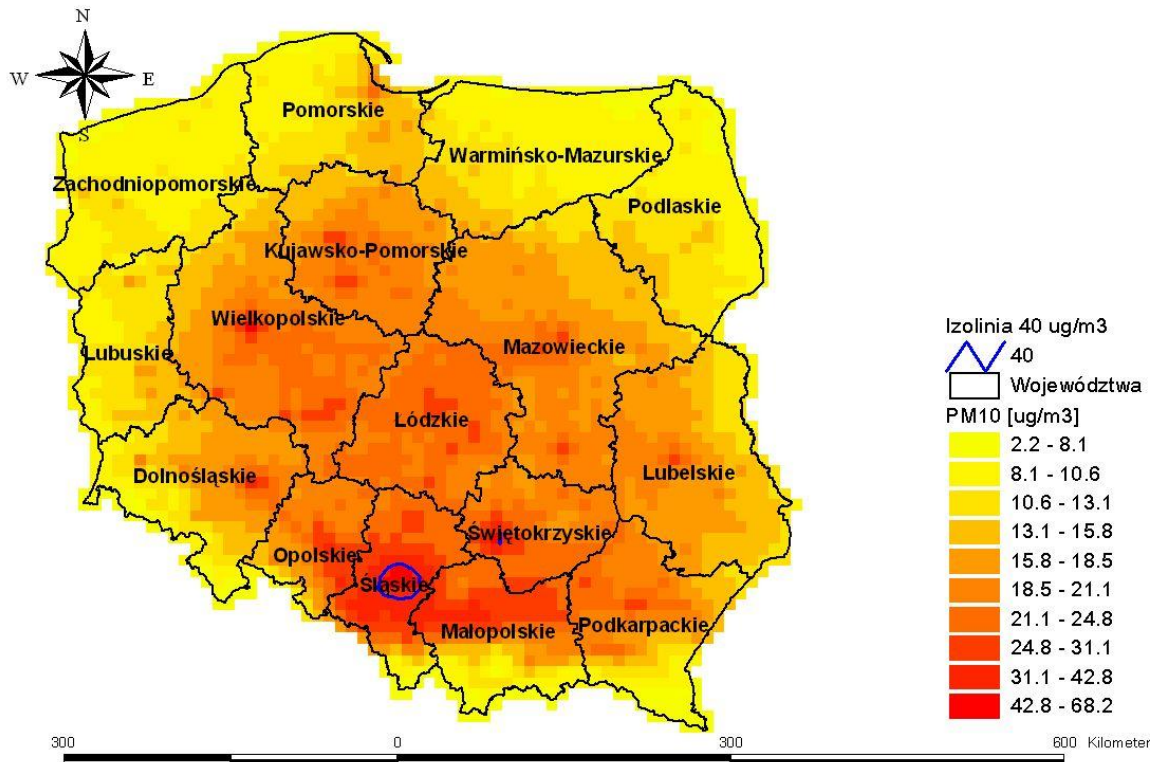 N
W E
S
Pomorskie
Warmińsko-Mazurskie
Zachodniopomorskie
Podlaskie
Kujawsko-Pomorskie
Wielkopolskie
Mazowieckie
Lubuskie
Łódzkie
Dolnośląskie
Lubelskie
Świętokrzyskie
Opolskie
Śląskie
Małopolskie
Podkarpackie
Izolinia 40 ug/m3
40
Województwa
PM10 [ug/m3]
2.2 - 8.1
8.1 - 10.6
10.6 - 13.1
13.1 - 15.8
15.8 - 18.5
18.5 - 21.1
21.1 - 24.8
24.8 - 31.1
31.1 - 42.8
42.8 - 68.2
300 0 300 600 Kilometer